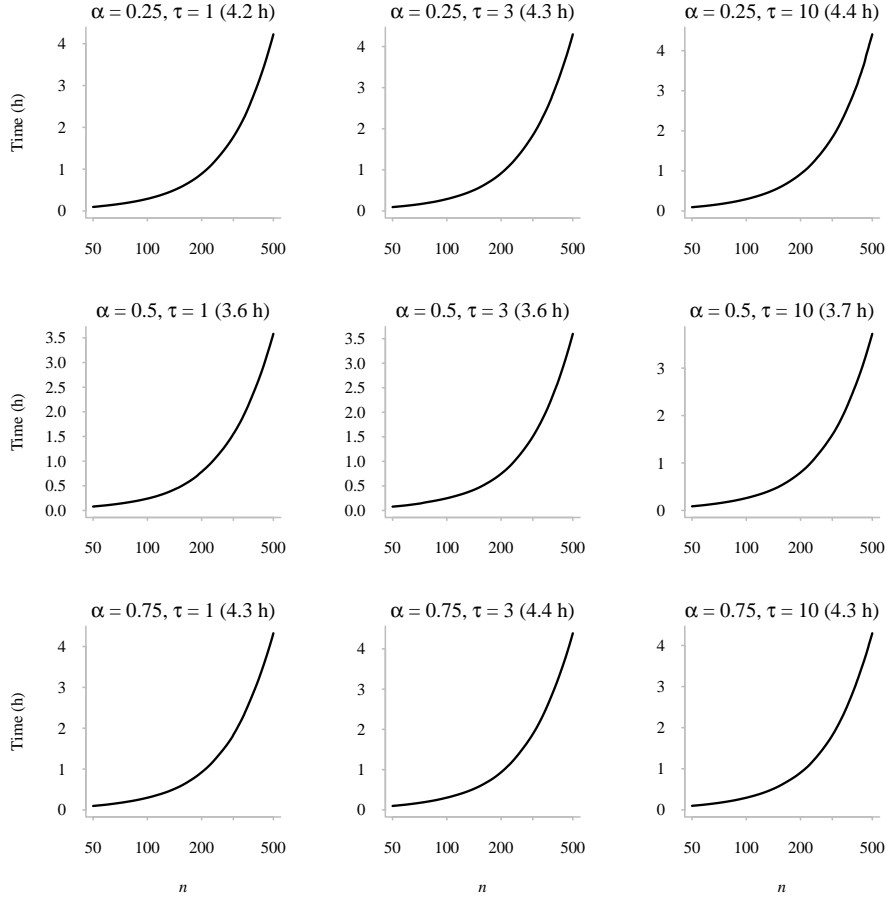 α = 0.25, τ = 1 (4.2 h)
α = 0.25, τ = 3 (4.3 h)
α = 0.25, τ = 10 (4.4 h)
Time (h)
4
3
2
1
0
4
3
2
1
0
4
3
2
1
0
50 100 200 500
50 100 200 500
50 100 200 500
α = 0.5, τ = 1 (3.6 h)
α = 0.5, τ = 3 (3.6 h)
α = 0.5, τ = 10 (3.7 h)
Time (h)
3.5
3.0
2.5
2.0
1.5
1.0
0.5
0.0
3.5
3.0
2.5
2.0
1.5
1.0
0.5
0.0
3
2
1
0
50 100 200 500
50 100 200 500
50 100 200 500
α = 0.75, τ = 1 (4.3 h)
α = 0.75, τ = 3 (4.4 h)
α = 0.75, τ = 10 (4.3 h)
Time (h)
4
3
2
1
0
4
3
2
1
0
4
3
2
1
0
50 100 200 500
50 100 200 500
50 100 200 500
n
n
n